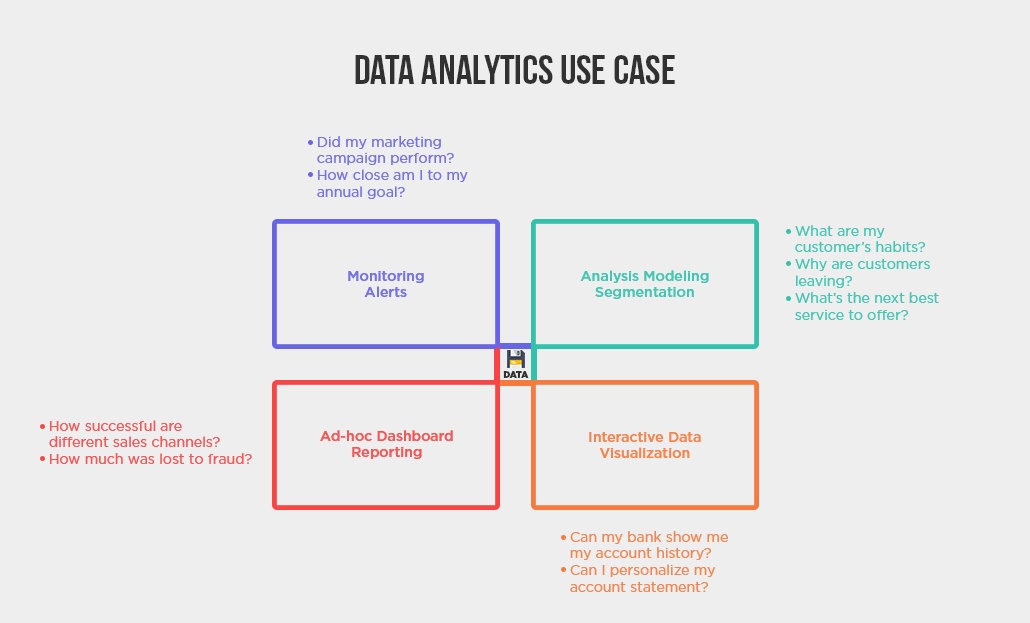 DATA ANALYTICS USE CASE
• Did my marketing
campaign perform?
• How close am I to my
annual goal?
Monitoring
Alerts
Analysis Modeling
Segmentation
• What are my
customer's habits?
• Why are customers
leaving?
• What's the next best
service to offer?
DATA
• How successful are
different sales channels?
• How much was lost to fraud?
Ad-hoc Dashboard
Reporting
Interactive Data
Visualization
• Can my bank show me
my account history?
• Can I personalize my
account statement?